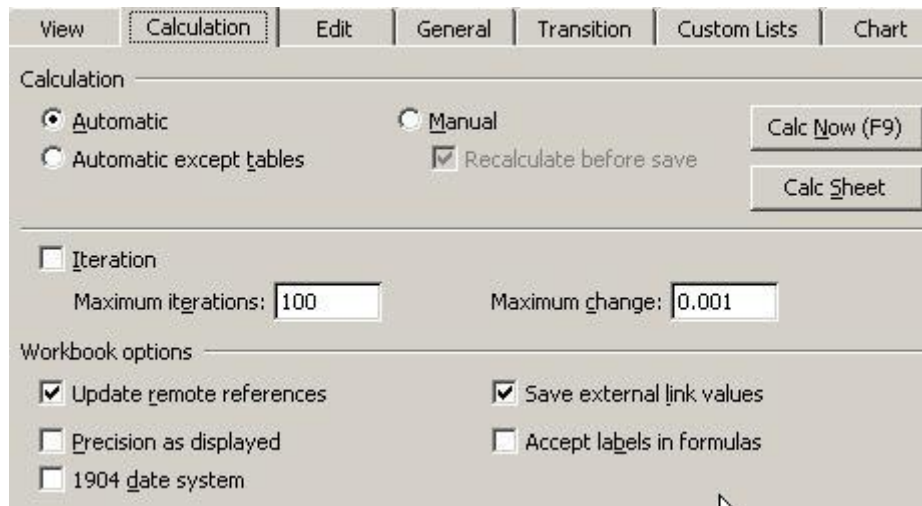 View Calculation Edit General Transition Custom Lists Chart
Calculation
Automatic Manual Calc Now (F9)
Automatic except tables Recalculate before save
Calc Sheet
Iteration
Maximum iterations: 100 Maximum change: 0.001
Workbook options
Update remote references Save external link values
Precision as displayed Accept labels in formulas
1904 date system